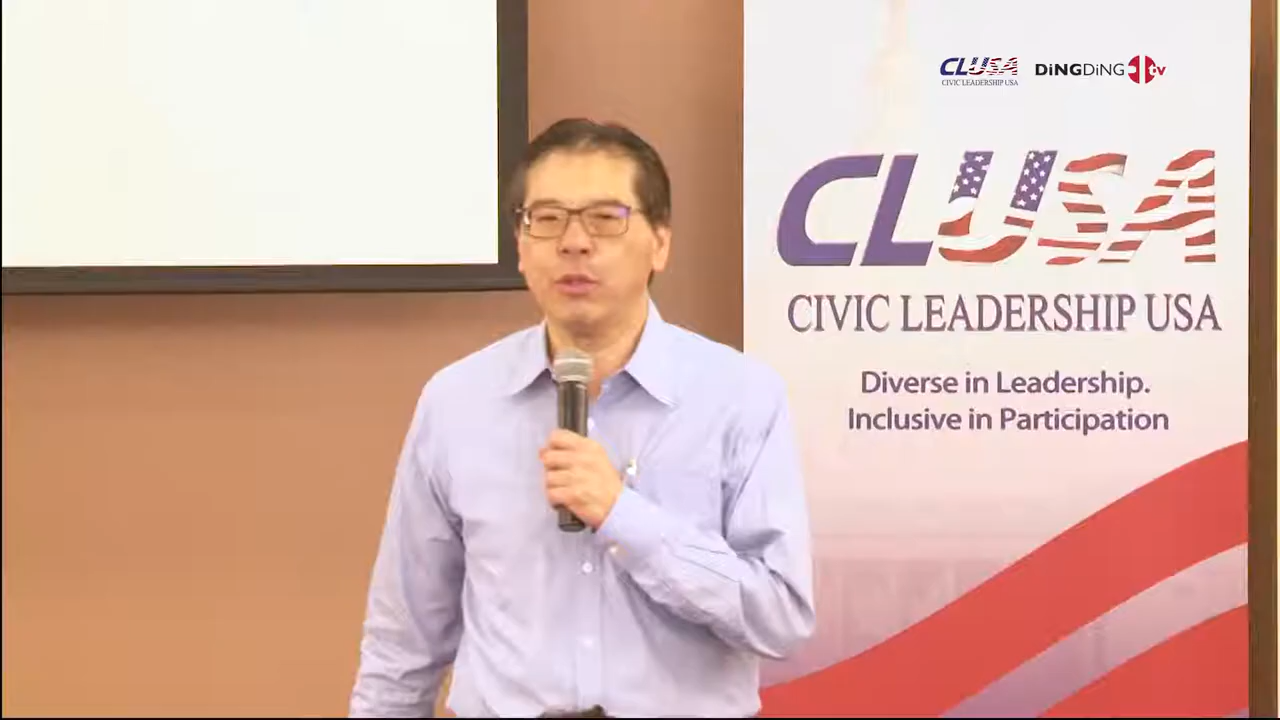 CLUSA
CIVIC LEADERSHIP USA
DiNGDiNG tv
CLUSA
CIVIC LEADERSHIP USA
Diverse in Leadership.
Inclusive in Participation